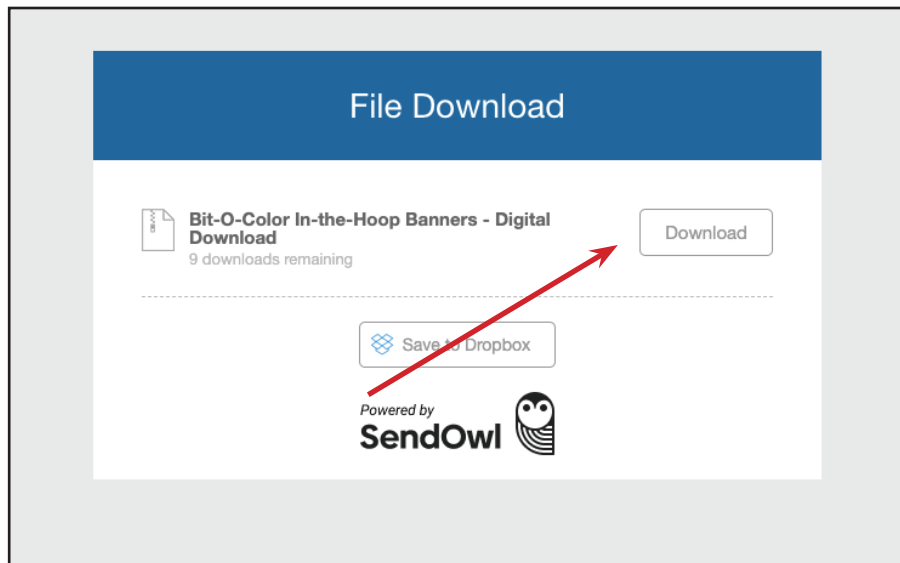 File Download
Bit-O-Color In-the-Hoop Banners - Digital
Download
9 downloads remaining
Download
Save to Dropbox
Powered by
SendOwl